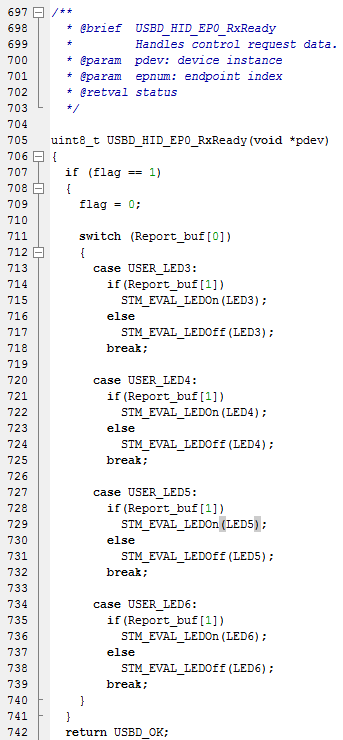 697 /**
698 * @brief USBD_HID_EP0_RxReady
699 * Handles control request data.
700 * @param pdev: device instance
701 * @param epnum: endpoint index
702 * @retval status
703 */
704
705 uint8_t USBD_HID_EP0_RxReady(void *pdev)
706 {
707 if (flag == 1)
708 {
709 flag = 0;
710
711 switch (Report_buf[0])
712 {
713 case USER_LED3:
714 if(Report_buf[1])
715 STM_EVAL_LEDOn(LED3);
716 else
717 STM_EVAL_LEDOff(LED3);
718 break;
719
720 case USER_LED4:
721 if(Report_buf[1])
722 STM_EVAL_LEDOn(LED4);
723 else
724 STM_EVAL_LEDOff(LED4);
725 break;
726
727 case USER_LED5:
728 if(Report_buf[1])
729 STM_EVAL_LEDOn(LED5);
730 else
731 STM_EVAL_LEDOff(LED5);
732 break;
733
734 case USER_LED6:
735 if(Report_buf[1])
736 STM_EVAL_LEDOn(LED6);
737 else
738 STM_EVAL_LEDOff(LED6);
739 break;
740 }
741 }
742 return USBD_OK;